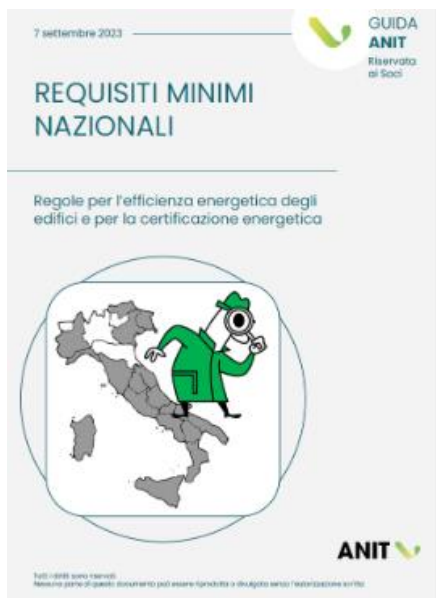 7 settembre 2023
GUIDA
ANIT
Riservata
ai Soci
REQUISITI MINIMI
NAZIONALI
Regole per l'efficienza energetica degli
edifici e per la certificazione energetica
ANIT
Tutti i diritti sono riservati
Nessuna parte di questo documento può essere riprodotta o divulgata senza l'autorizzazione scritta